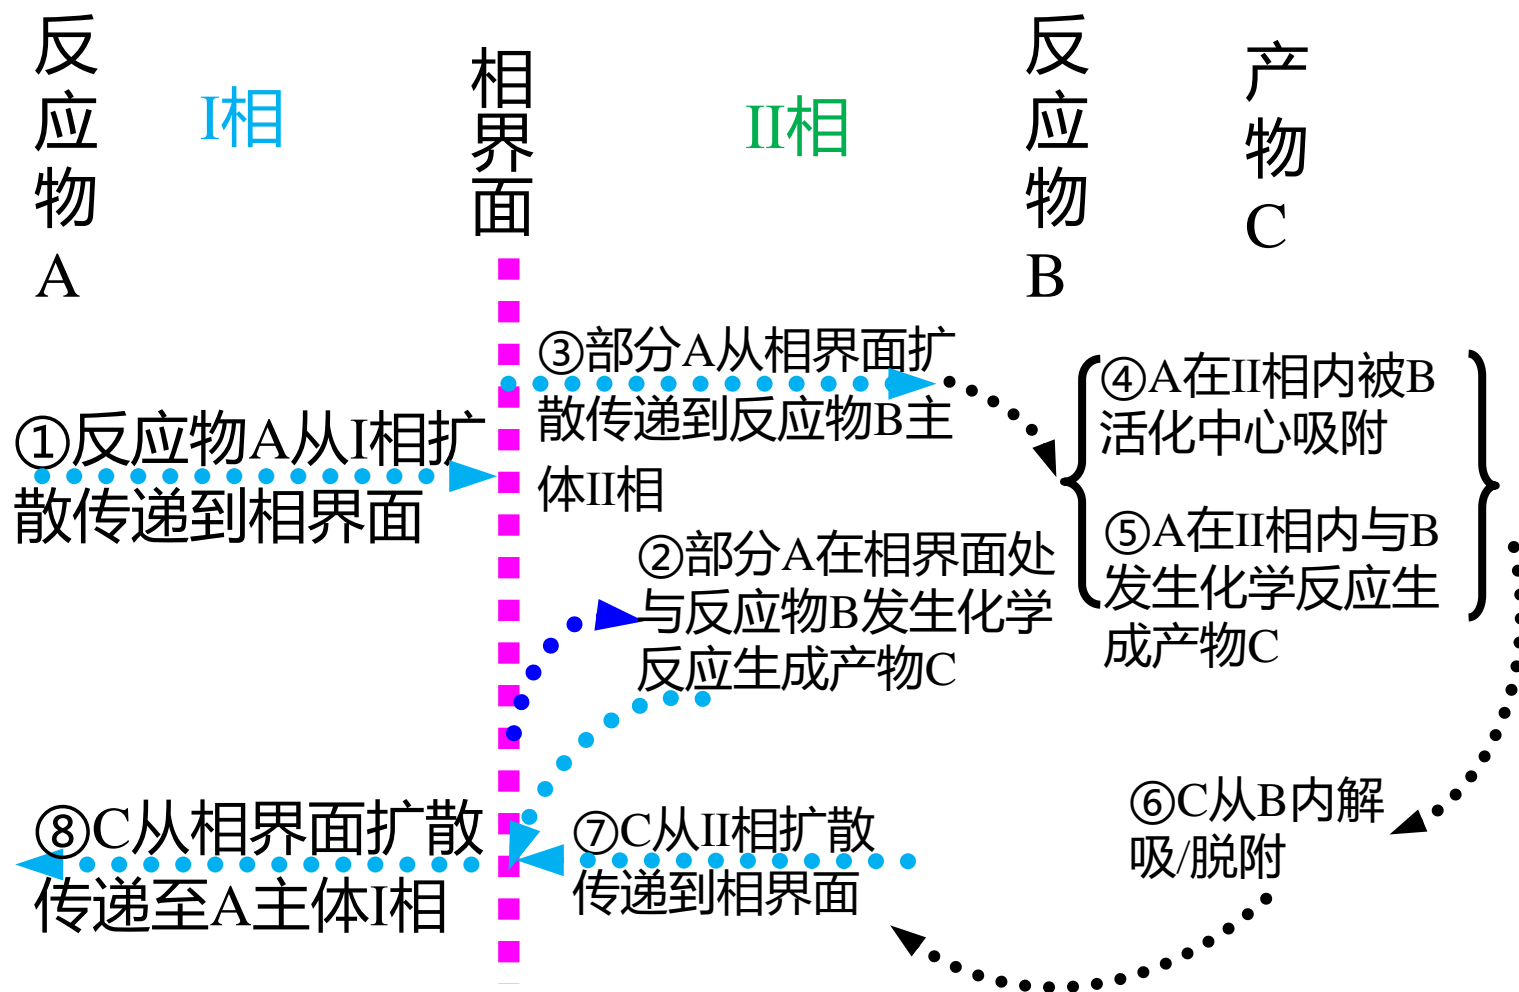 反应物A
I相
相界面
II相
反应物B
产物C
①反应物A从I相扩
散传递到相界面
③部分A从相界面扩
散传递到反应物B主
体II相
②部分A在相界面处
与反应物B发生化学
反应生成产物C
④A在II相内被B
活化中心吸附
⑤A在II相内与B
发生化学反应生
成产物C
⑥C从B内解
吸/脱附
⑦C从II相扩散
传递到相界面
⑧C从相界面扩散
传递至A主体I相